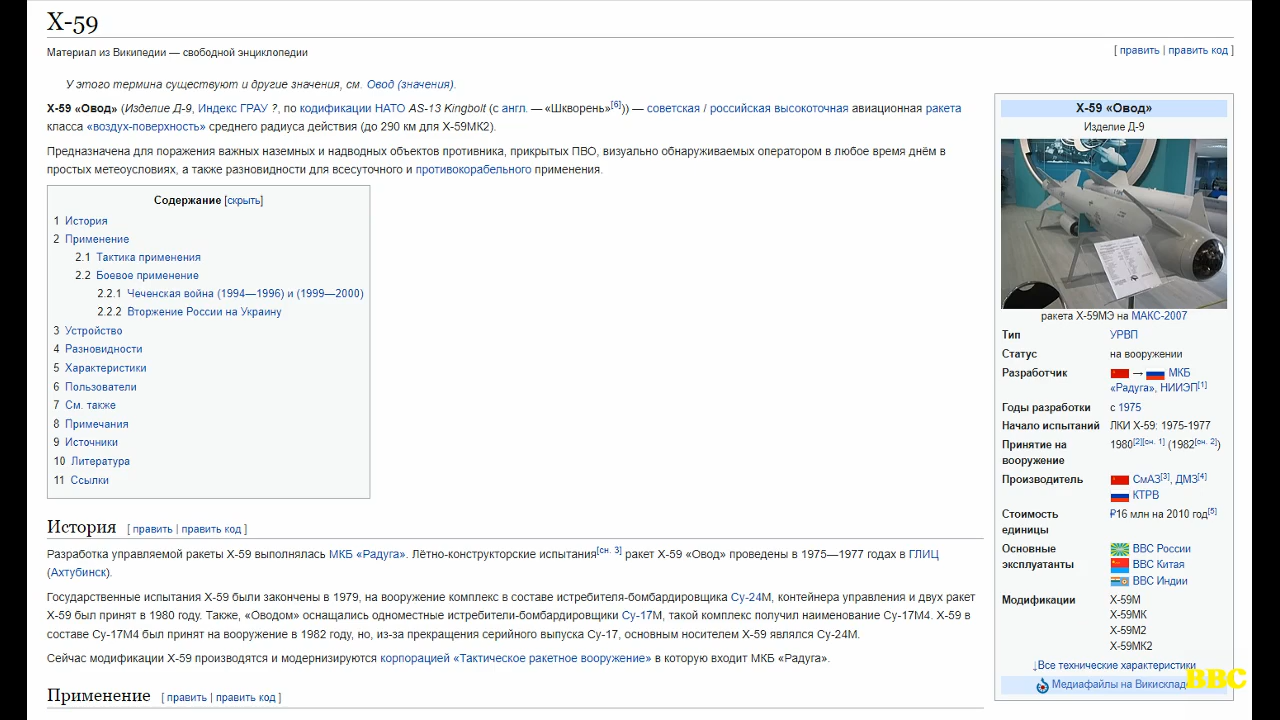 Х-59
Материал из Википедии — свободной энциклопедии
[ править | править код ]
У этого термина существуют и другие значения, см. Овод (значения).
Х-59 «Овод» (Изделие Д-9, Индекс ГРАУ ?, по кодификации НАТО AS-13 Kingbolt (с англ. — «Шкворень»[6])) — советская / российская высокоточная авиационная ракета
класса «воздух-поверхность» среднего радиуса действия (до 290 км для Х-59МК2).
Предназначена для поражения важных наземных и надводных объектов противника, прикрытых ПВО, визуально обнаруживаемых оператором в любое время днём в
простых метеоусловиях, а также разновидности для всесуточного и противокорабельного применения.
Содержание [скрыть]
1 История
2 Применение
2.1 Тактика применения
2.2 Боевое применение
2.2.1 Чеченская война (1994—1996) и (1999—2000)
2.2.2 Вторжение России на Украину
3 Устройство
4 Разновидности
5 Характеристики
6 Пользователи
7 См. также
8 Примечания
9 Источники
10 Литература
11 Ссылки
История [ править | править код ]
Разработка управляемой ракеты Х-59 выполнялась МКБ «Радуга». Лётно-конструкторские испытания[сн. 3] ракет Х-59 «Овод» проведены в 1975—1977 годах в ГЛИЦ
(Ахтубинск).
Государственные испытания Х-59 были закончены в 1979, на вооружение комплекс в составе истребителя-бомбардировщика Су-24М, контейнера управления и двух ракет
Х-59 был принят в 1980 году. Также, «Оводом» оснащались одноместные истребители-бомбардировщики Су-17М, такой комплекс получил наименование Су-17М4. Х-59 в
составе Су-17М4 был принят на вооружение в 1982 году, но, из-за прекращения серийного выпуска Су-17, основным носителем Х-59 являлся Су-24М.
Сейчас модификации Х-59 производятся и модернизируются корпорацией «Тактическое ракетное вооружение» в которую входит МКБ «Радуга».
Применение [ править | править код ]
Х-59 «Овод»
Изделие Д-9
ракета Х-59МЭ на МАКС-2007
Тип УРВП
Статус на вооружении
Разработчик → МКБ
«Радуга», НИИЭП[1]
Годы разработки с 1975
Начало испытаний ЛКИ Х-59: 1975-1977
Принятие на 1980[2][сн. 1] (1982[сн. 2])
вооружение
Производитель СмАЗ[3], ДМЗ[4]
КТРВ
Стоимость ₽16 млн на 2010 год[5]
единицы
Основные ВВС России
эксплуатанты ВВС Китая
ВВС Индии
Модификации Х-59М
Х-59МК
Х-59М2
Х-59МК2
↓Все технические характеристики
Медиафайлы на Викисклад
BBC